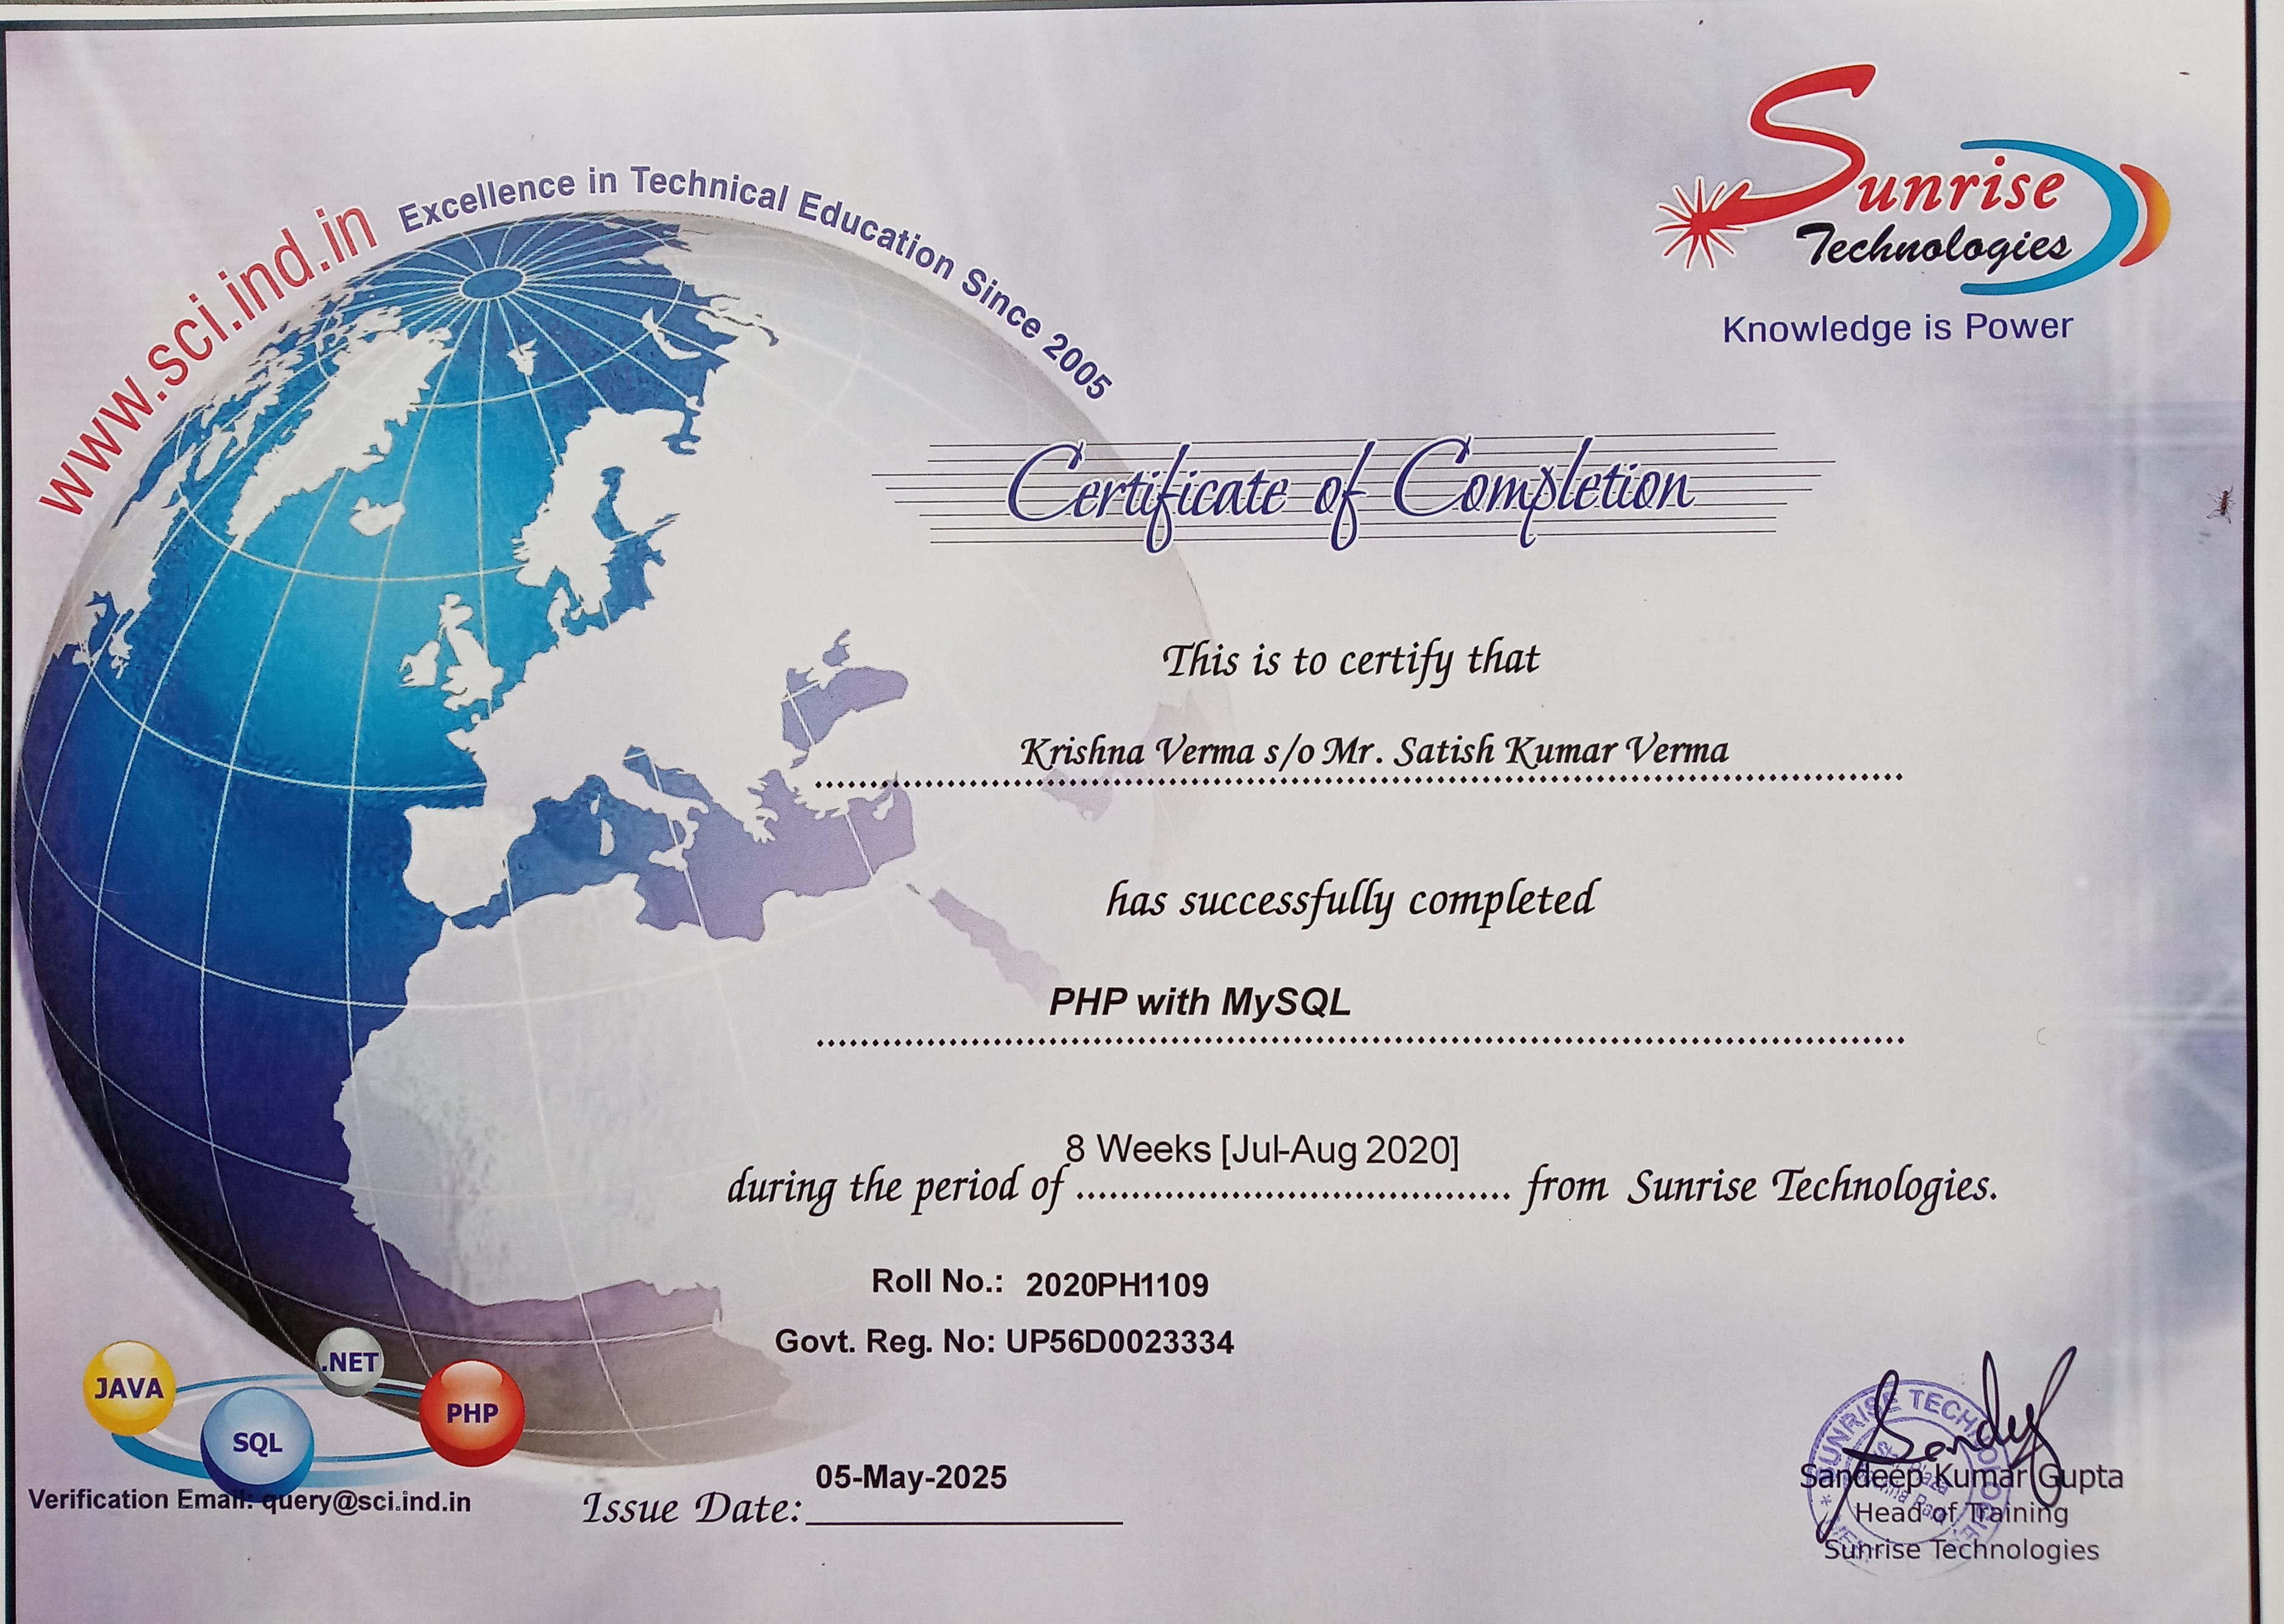 www.sci.ind.in Excellence in Technical Education Since 2005
Sunrise
Technologies
Knowledge is Power
Certificate of Completion
This is to certify that
Krishna Verma s/o Mr. Satish Kumar Verma
has successfully completed
PHP with MySQL
8 Weeks [Jul-Aug 2020]
during the period of from Sunrise Technologies.
Roll No.: 2020PH1109
Govt. Reg. No: UP56D0023334
JAVA
.NET
SQL
PHP
Verification Email: query@sci.ind.in
05-May-2025
Issue Date:
SUNRISE TECHNOLOGIES
Sandeep Kumar Gupta
Head of Training
Sunrise Technologies